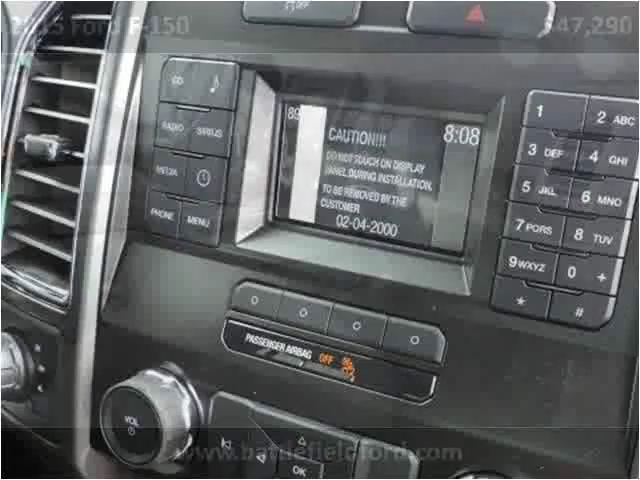 2015 Ford F-150
$47,290
OFF
CD
RADIO
SIRIUS
MEDIA
PHONE
MENU
89
8:08
CAUTION!!!
DO NOT TOUCH ON DISPLAY
PANEL DURING INSTALLATION.
TO BE REMOVED BY THE
CUSTOMER
02-04-2000
1
2 ABC
3 DEF
4 GHI
5 JKL
6 MNO
7 PQRS
8 TUV
9 WXYZ
0 +
*
#
PASSENGER AIRBAG OFF
VOL
OK
www.battlefieldford.com